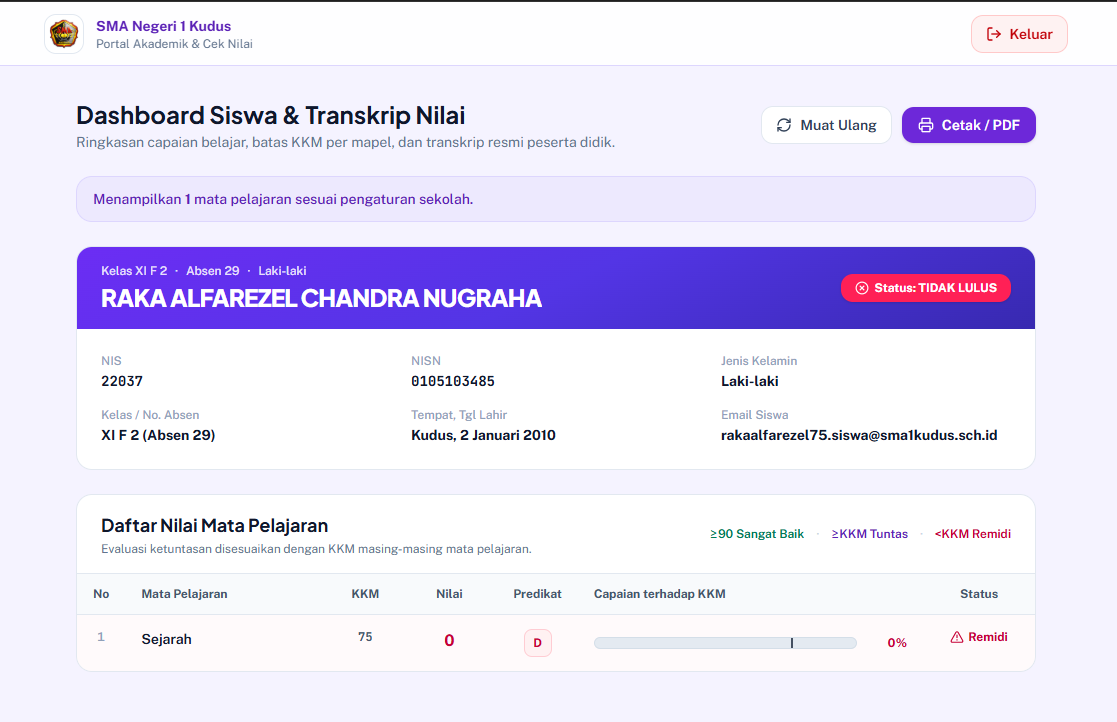 SMA Negeri 1 Kudus
Portal Akademik & Cek Nilai
Keluar
Dashboard Siswa & Transkrip Nilai
Ringkasan capaian belajar, batas KKM per mapel, dan transkrip resmi peserta didik.
Muat Ulang
Cetak / PDF
Menampilkan 1 mata pelajaran sesuai pengaturan sekolah.
Kelas XI F 2 · Absen 29 · Laki-laki
RAKA ALFAREZEL CHANDRA NUGRAHA
Status: TIDAK LULUS
NIS NISN Jenis Kelamin
22037 0105103485 Laki-laki
Kelas / No. Absen Tempat, Tgl Lahir Email Siswa
XI F 2 (Absen 29) Kudus, 2 Januari 2010 rakaalfarezel75.siswa@sma1kudus.sch.id
Daftar Nilai Mata Pelajaran
Evaluasi ketuntasan disesuaikan dengan KKM masing-masing mata pelajaran.
≥90 Sangat Baik · ≥KKM Tuntas · <KKM Remidi
No Mata Pelajaran KKM Nilai Predikat Capaian terhadap KKM Status
1 Sejarah 75 0 D 0% Remidi